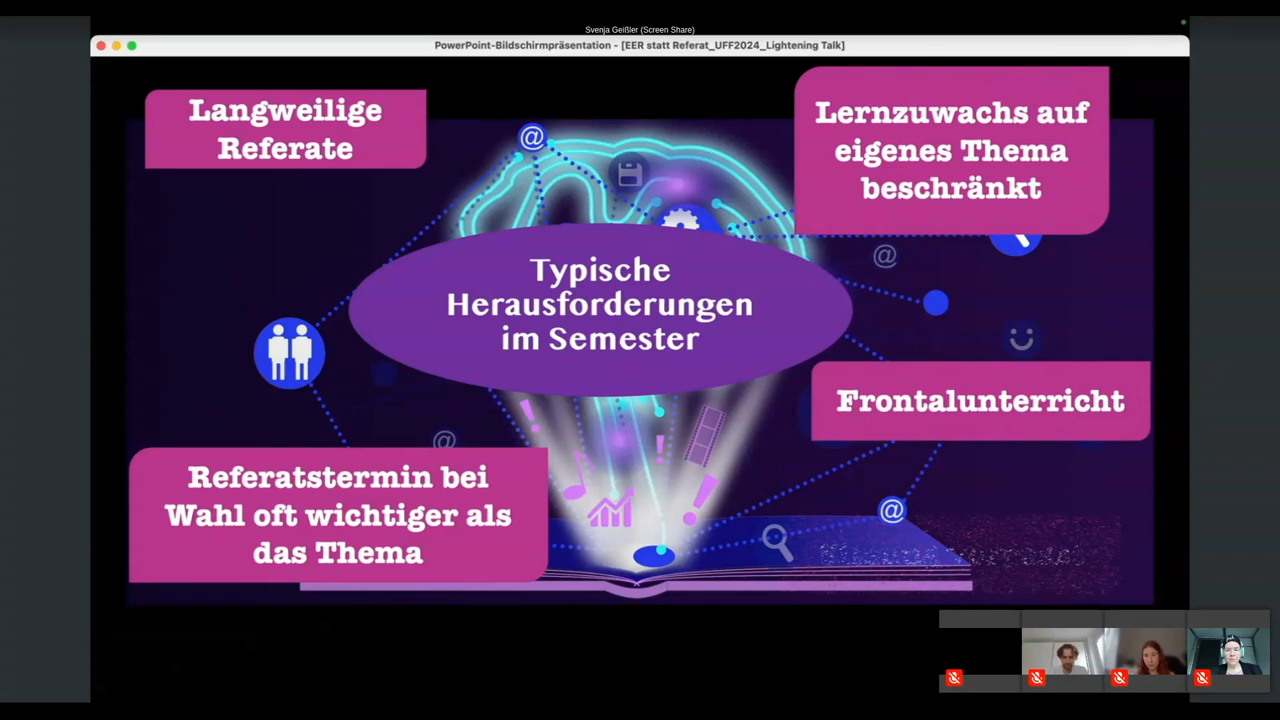 Svenja Geißler (Screen Share)
PowerPoint-Bildschirmpräsentation - [EER statt Referat_UFF2024_Lightening Talk]
Langweilige
Referate
Lernzuwachs auf
eigenes Thema
beschränkt
Typische
Herausforderungen
im Semester
Frontalunterricht
Referatstermin bei
Wahl oft wichtiger als
das Thema